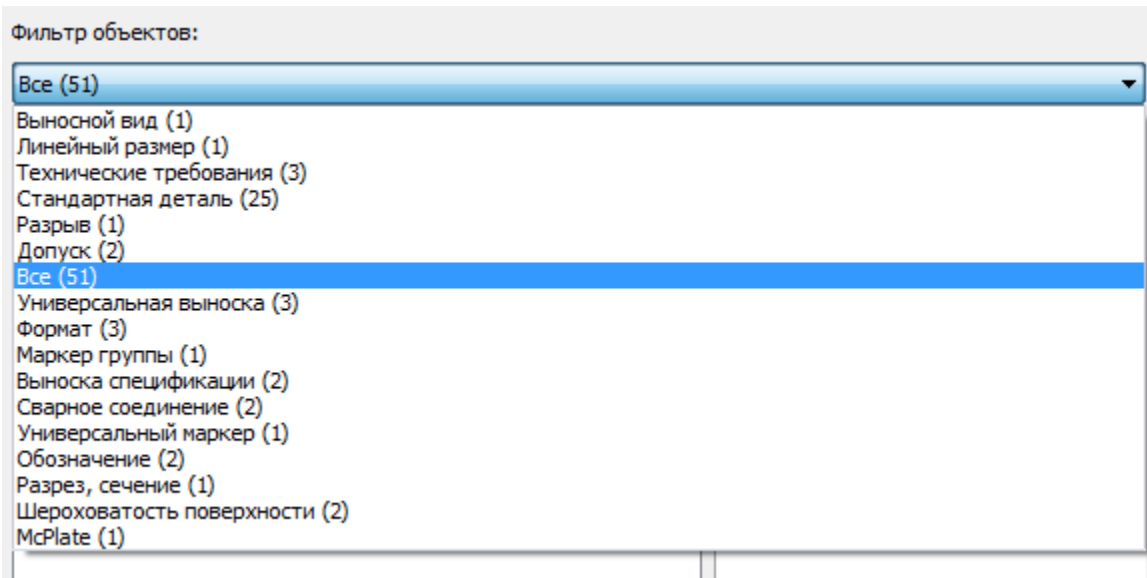 Фильтр объектов:
Все (51)
Выносной вид (1)
Линейный размер (1)
Технические требования (3)
Стандартная деталь (25)
Разрыв (1)
Допуск (2)
Все (51)
Универсальная выноска (3)
Формат (3)
Маркер группы (1)
Выноска спецификации (2)
Сварное соединение (2)
Универсальный маркер (1)
Обозначение (2)
Разрез, сечение (1)
Шероховатость поверхности (2)
McPlate (1)